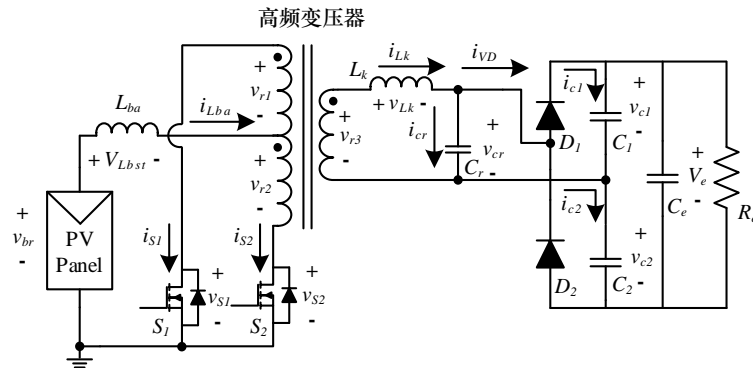 高频变压器
L_k
i_Lk
i_VD
+ v_r1 -
L_ba
i_Lba
+ V_Lbst -
+ v_r2 -
+ v_r3 -
+ v_Lk -
i_cr
+ v_cr -
C_r
D_1
i_c1
+ v_c1 -
C_1
i_c2
+ v_c2 -
C_2
D_2
+ V_e -
C_e
+ v_br -
PV
Panel
i_S1
i_S2
+ v_S1 -
+ v_S2 -
S_1
S_2